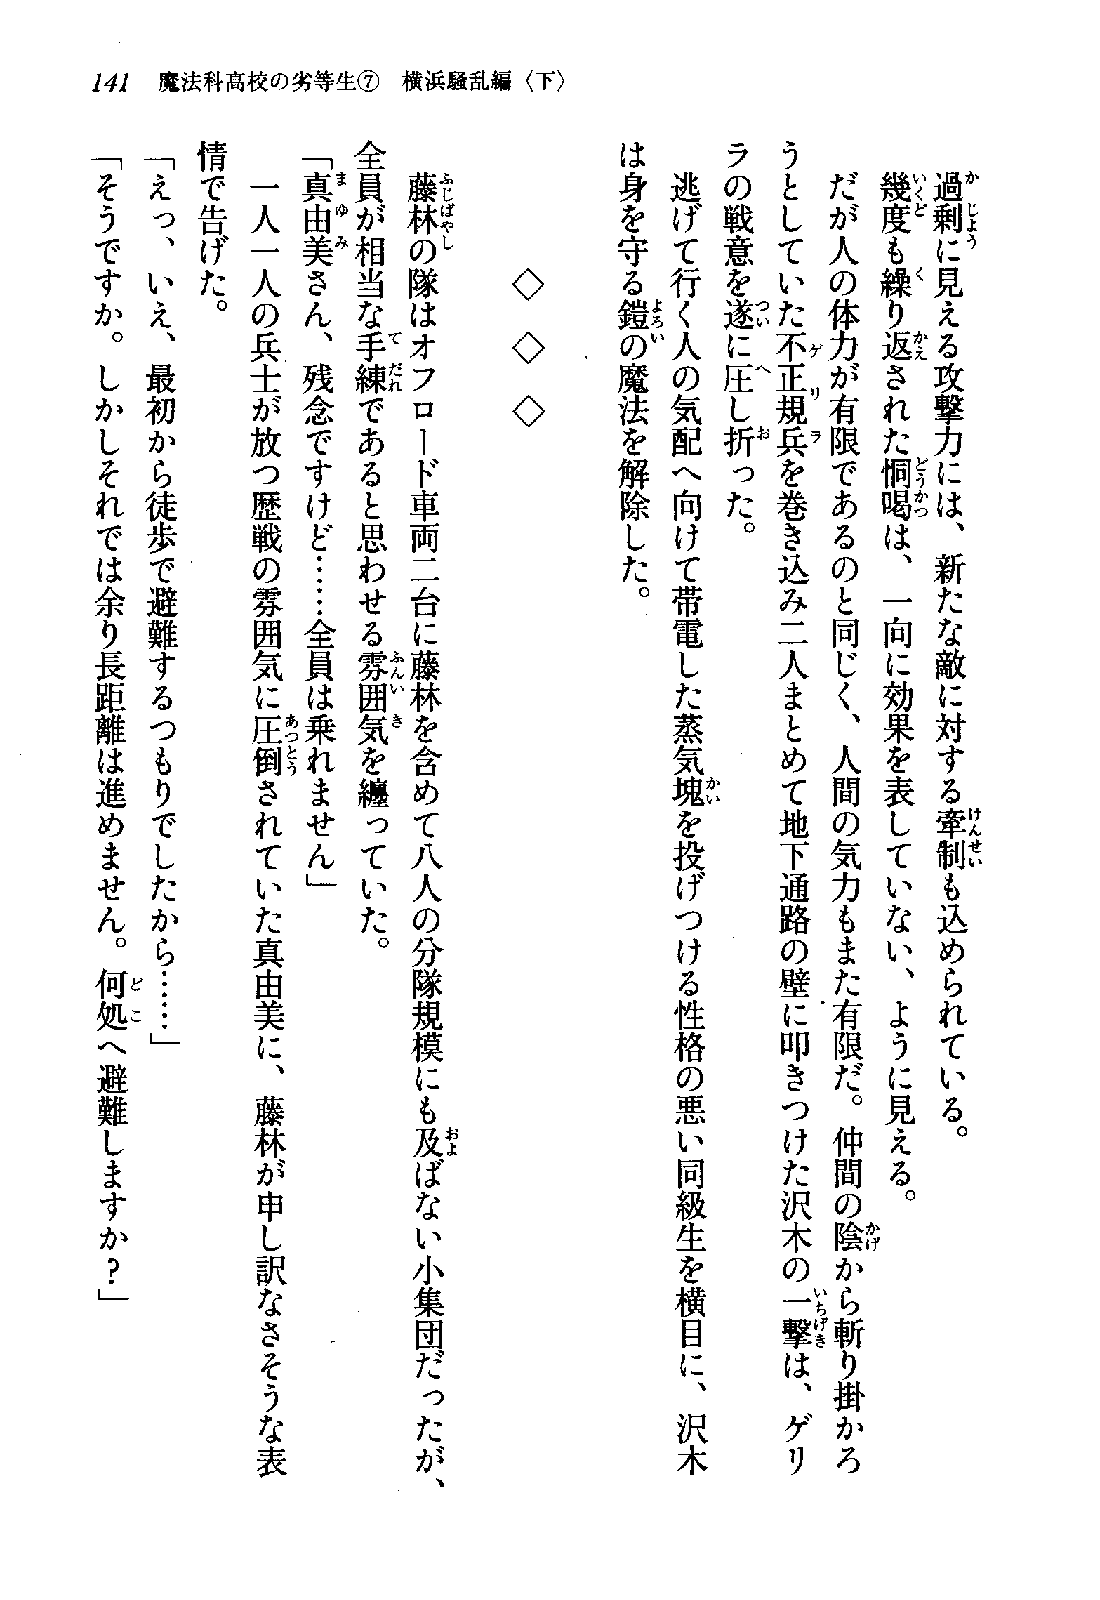 141 魔法科高校の劣等生⑦ 横浜騒乱編〈下〉
過剰に見える攻撃力には、新たな敵に対する牽制も込められている。
幾度も繰り返された恫喝は、一向に効果を表していない、ように見える。
だが人の体力が有限であるのと同じく、人間の気力もまた有限だ。仲間の陰から斬り掛かろ
うとしていた不正規兵を巻き込み二人まとめて地下通路の壁に叩きつけた沢木の一撃は、ゲリ
ラの戦意を遂に圧し折った。
逃げて行く人の気配へ向けて帯電した蒸気塊を投げつける性格の悪い同級生を横目に、沢木
は身を守る鎧の魔法を解除した。
◇ ◇ ◇
藤林の隊はオフロード車両二台に藤林を含めて八人の分隊規模にも及ばない小集団だったが、
全員が相当な手練であると思わせる雰囲気を纏っていた。
「真由美さん、残念ですけど……全員は乗れません」
一人一人の兵士が放つ歴戦の雰囲気に圧倒されていた真由美に、藤林が申し訳なさそうな表
情で告げた。
「えっ、いえ、最初から徒歩で避難するつもりでしたから……」
「そうですか。しかしそれでは余り長距離は進めません。何処へ避難しますか？」